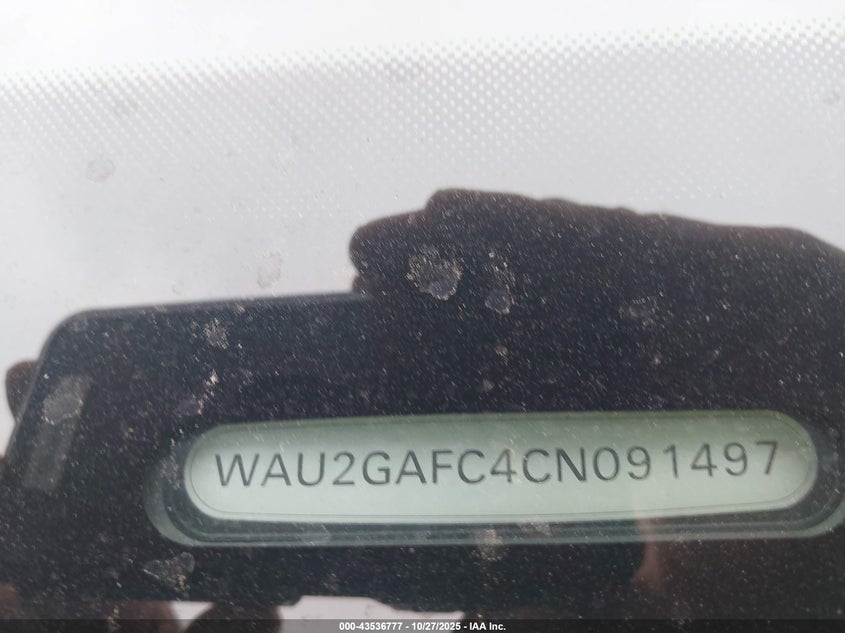 WAU2GAFC4CN091497
000-43536777 - 10/27/2025 - IAA Inc.